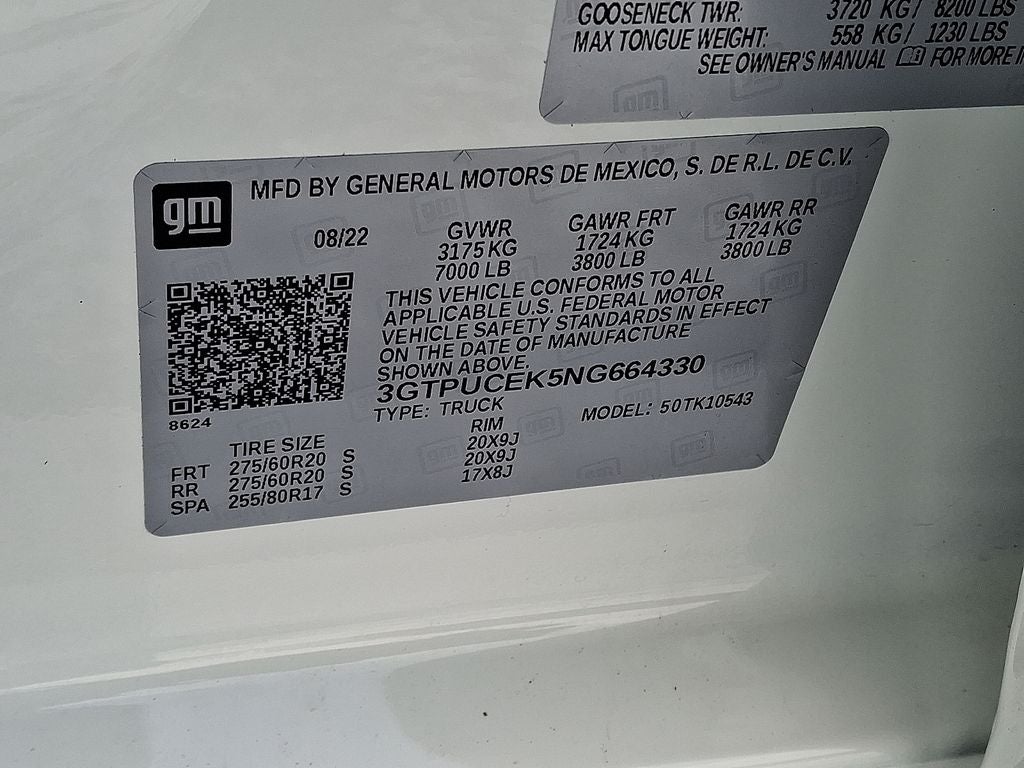 GOOSENECK TWR: 3720 KG/ 8200 LBS
MAX TONGUE WEIGHT: 558 KG/ 1230 LBS
SEE OWNER'S MANUAL FOR MORE
gm
MFD BY GENERAL MOTORS DE MEXICO, S. DE R.L. DE C.V.
08/22
GVWR GAWR FRT GAWR RR
3175 KG 1724 KG 1724 KG
7000 LB 3800 LB 3800 LB
THIS VEHICLE CONFORMS TO ALL
APPLICABLE U.S. FEDERAL MOTOR
VEHICLE SAFETY STANDARDS IN EFFECT
ON THE DATE OF MANUFACTURE
SHOWN ABOVE.
3GTPUCEK5NG664330
TYPE: TRUCK MODEL: 50TK10543
8624
TIRE SIZE RIM
FRT 275/60R20 S 20X9J
RR 275/60R20 S 20X9J
SPA 255/80R17 S 17X8J